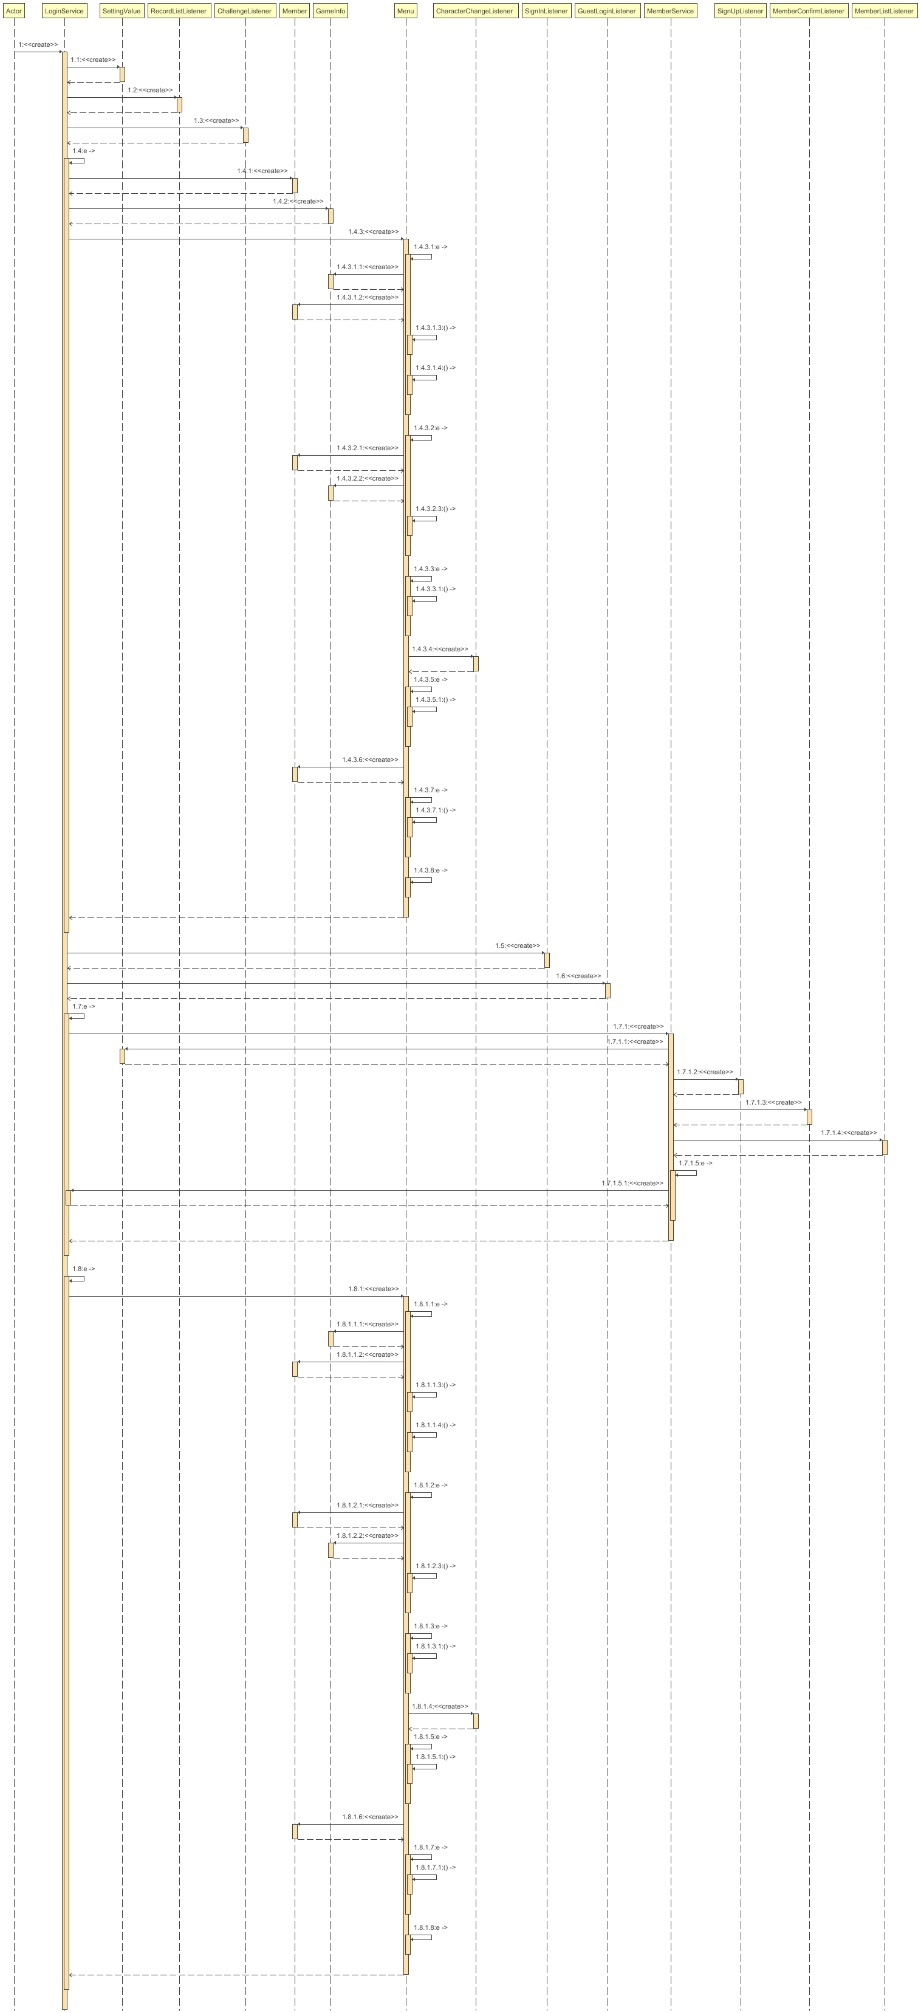 Actor
LoginService
SettingValue
RecordListListener
ChallengeListener
Member
GameInfo
Menu
CharacterChangeListener
SignInListener
GuestLoginListener
MemberService
SignUpListener
MemberConfirmListener
MemberListListener
1:<<create>>
1.1:<<create>>
1.2:<<create>>
1.3:<<create>>
1.4:e ->
1.4.1:<<create>>
1.4.2:<<create>>
1.4.3:<<create>>
1.4.3.1:e ->
1.4.3.1.1:<<create>>
1.4.3.1.2:<<create>>
1.4.3.1.3:() ->
1.4.3.1.4:() ->
1.4.3.2:e ->
1.4.3.2.1:<<create>>
1.4.3.2.2:<<create>>
1.4.3.2.3:() ->
1.4.3.3:e ->
1.4.3.3.1:() ->
1.4.3.4:<<create>>
1.4.3.5:e ->
1.4.3.5.1:() ->
1.4.3.6:<<create>>
1.4.3.7:e ->
1.4.3.7.1:() ->
1.4.3.8:e ->
1.5:<<create>>
1.6:<<create>>
1.7:e ->
1.7.1:<<create>>
1.7.1.1:<<create>>
1.7.1.2:<<create>>
1.7.1.3:<<create>>
1.7.1.4:<<create>>
1.7.1.5:e ->
1.7.1.5.1:<<create>>
1.8:e ->
1.8.1:<<create>>
1.8.1.1:e ->
1.8.1.1.1:<<create>>
1.8.1.1.2:<<create>>
1.8.1.1.3:() ->
1.8.1.1.4:() ->
1.8.1.2:e ->
1.8.1.2.1:<<create>>
1.8.1.2.2:<<create>>
1.8.1.2.3:() ->
1.8.1.3:e ->
1.8.1.3.1:() ->
1.8.1.4:<<create>>
1.8.1.5:e ->
1.8.1.5.1:() ->
1.8.1.6:<<create>>
1.8.1.7:e ->
1.8.1.7.1:() ->
1.8.1.8:e ->